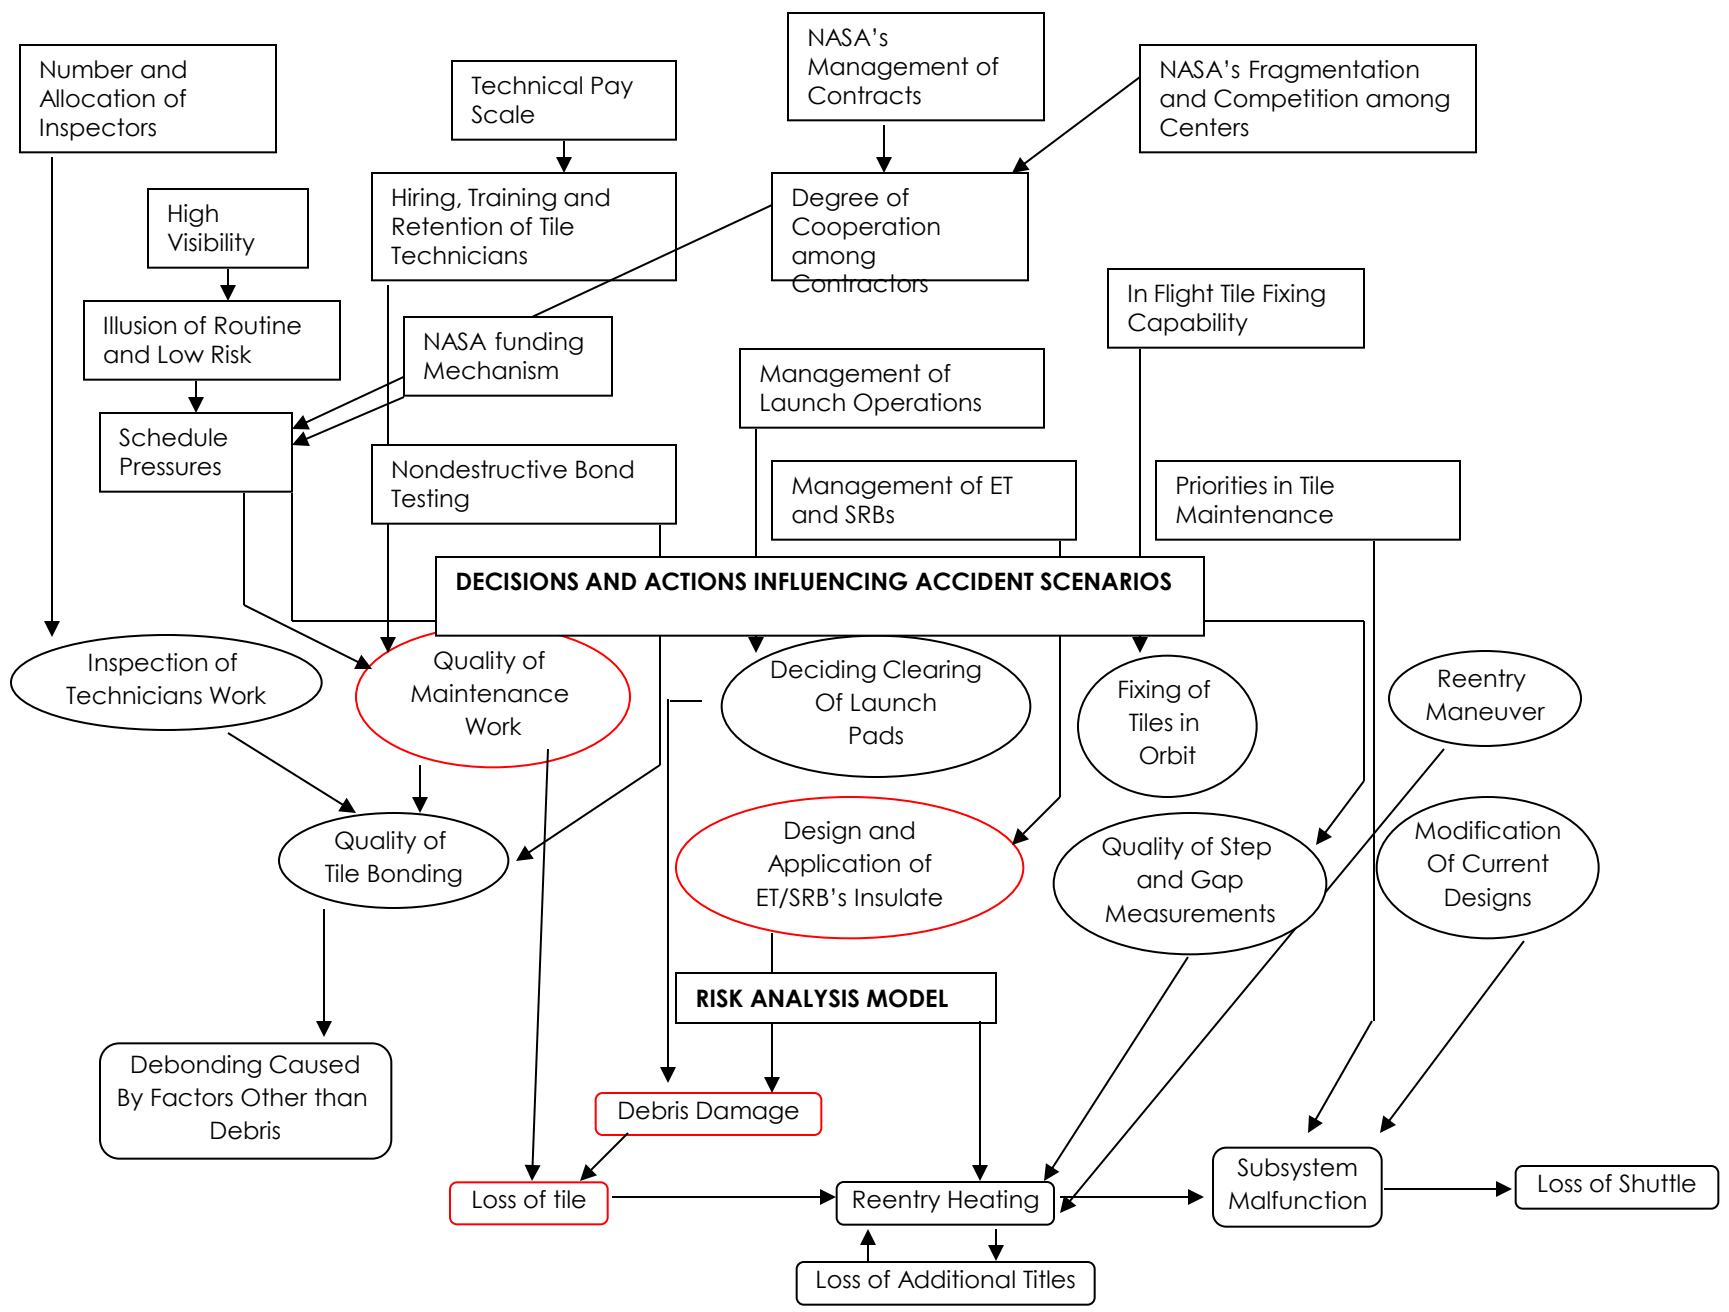 Number and
Allocation of
Inspectors
Technical Pay
Scale
NASA's
Management of
Contracts
NASA's Fragmentation
and Competition among
Centers
High
Visibility
Hiring, Training and
Retention of Tile
Technicians
Degree of
Cooperation
among
Contractors
Illusion of Routine
and Low Risk
NASA funding
Mechanism
In Flight Tile Fixing
Capability
Management of
Launch Operations
Schedule
Pressures
Nondestructive Bond
Testing
Management of ET
and SRBs
Priorities in Tile
Maintenance
DECISIONS AND ACTIONS INFLUENCING ACCIDENT SCENARIOS
Inspection of
Technicians Work
Quality of
Maintenance
Work
Deciding Clearing
Of Launch
Pads
Fixing of
Tiles in
Orbit
Reentry
Maneuver
Quality of
Tile Bonding
Design and
Application of
ET/SRB's Insulate
Quality of Step
and Gap
Measurements
Modification
Of Current
Designs
RISK ANALYSIS MODEL
Debonding Caused
By Factors Other than
Debris
Debris Damage
Loss of tile
Reentry Heating
Subsystem
Malfunction
Loss of Shuttle
Loss of Additional Titles